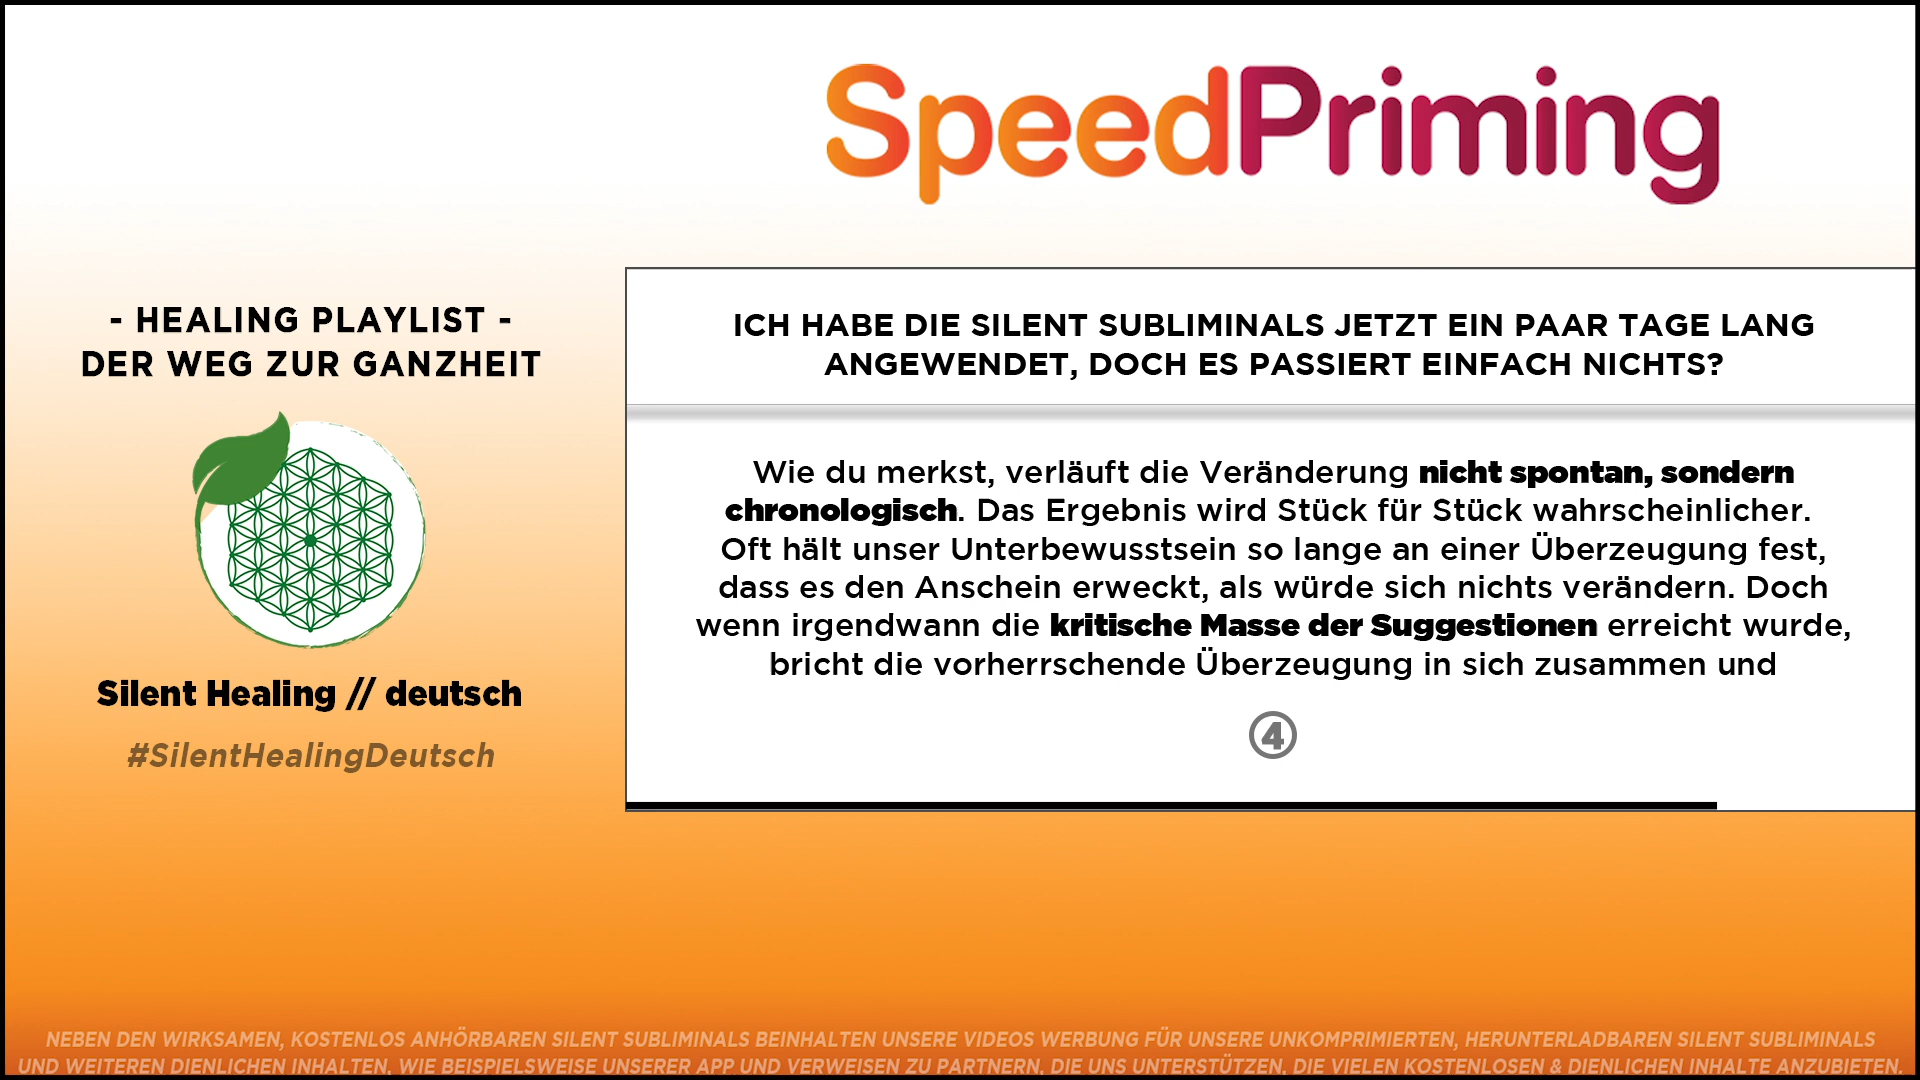 SpeedPriming
- HEALING PLAYLIST -
DER WEG ZUR GANZHEIT
Silent Healing // deutsch
#SilentHealingDeutsch
ICH HABE DIE SILENT SUBLIMINALS JETZT EIN PAAR TAGE LANG
ANGEWENDET, DOCH ES PASSIERT EINFACH NICHTS?
Wie du merkst, verläuft die Veränderung nicht spontan, sondern
chronologisch. Das Ergebnis wird Stück für Stück wahrscheinlicher.
Oft hält unser Unterbewusstsein so lange an einer Überzeugung fest,
dass es den Anschein erweckt, als würde sich nichts verändern. Doch
wenn irgendwann die kritische Masse der Suggestionen erreicht wurde,
bricht die vorherrschende Überzeugung in sich zusammen und
4
NEBEN DEN WIRKSAMEN, KOSTENLOS ANHÖRBAREN SILENT SUBLIMINALS BEINHALTEN UNSERE VIDEOS WERBUNG FÜR UNSERE UNKOMPRIMIERTEN, HERUNTERLADBAREN SILENT SUBLIMINALS
UND WEITEREN DIENLICHEN INHALTEN, WIE BEISPIELSWEISE UNSERER APP UND VERWEISEN ZU PARTNERN, DIE UNS UNTERSTÜTZEN, DIE VIELEN KOSTENLOSEN & DIENLICHEN INHALTE ANZUBIETEN.